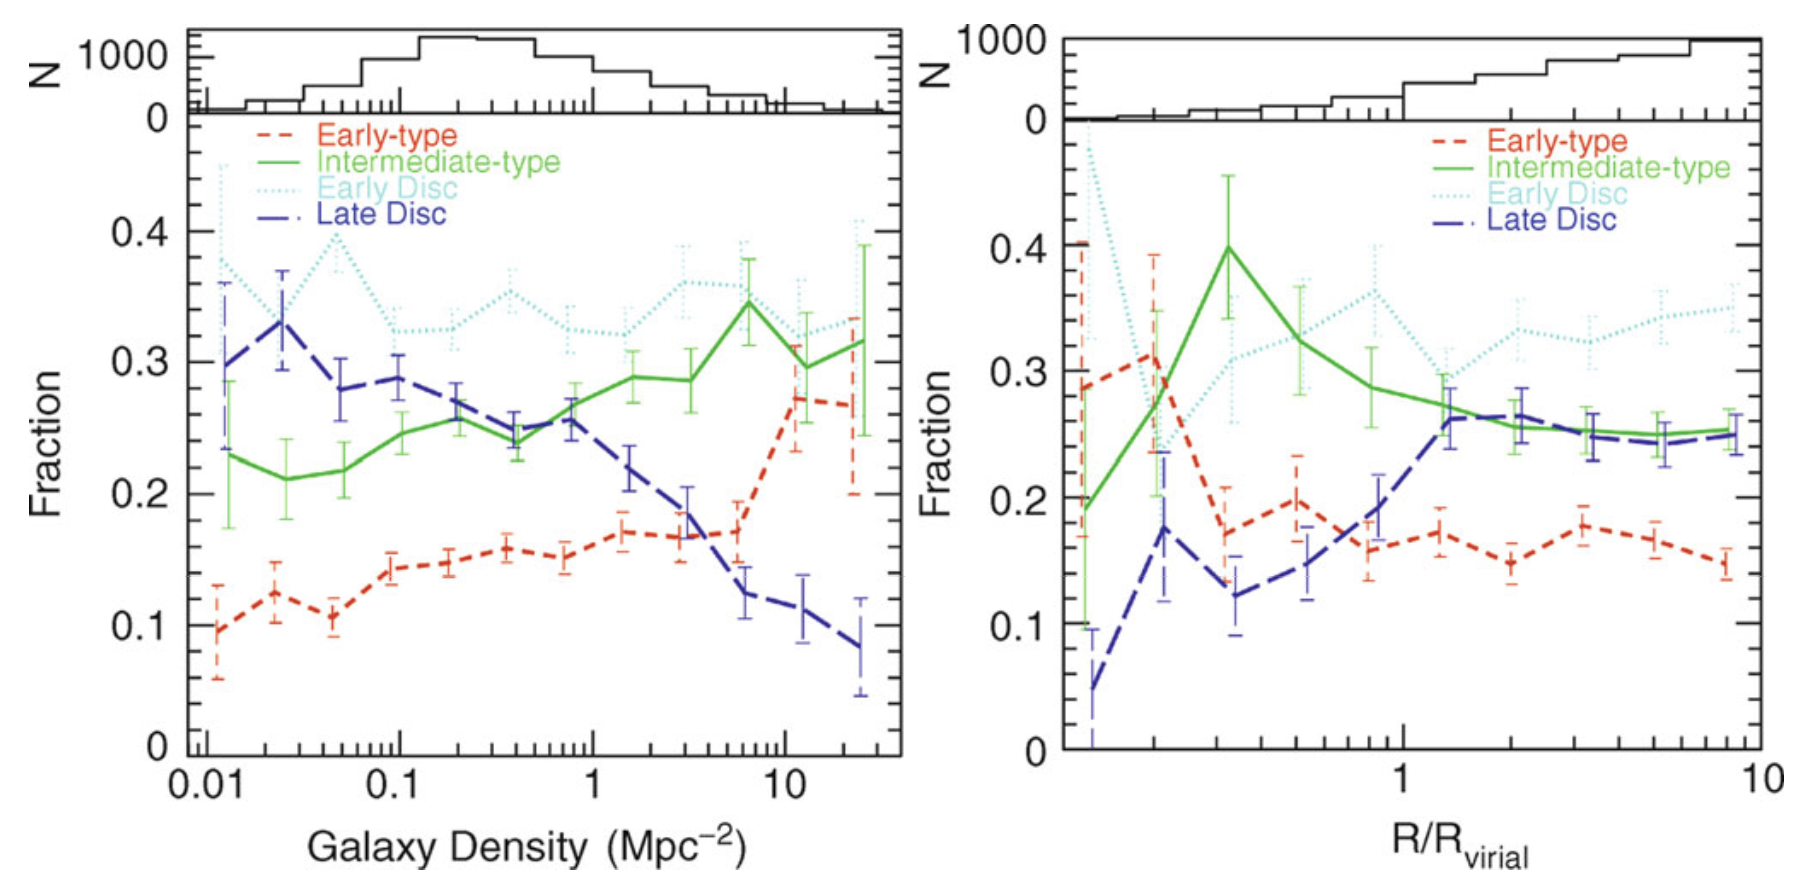 N
1000
0
Early-type
Intermediate-type
Early Disc
Late Disc
Fraction
0.4
0.3
0.2
0.1
0
0.01
0.1
1
10
Galaxy Density (Mpc⁻²)
N
1000
0
Early-type
Intermediate-type
Early Disc
Late Disc
Fraction
0.4
0.3
0.2
0.1
0
1
10
R/Rvirial